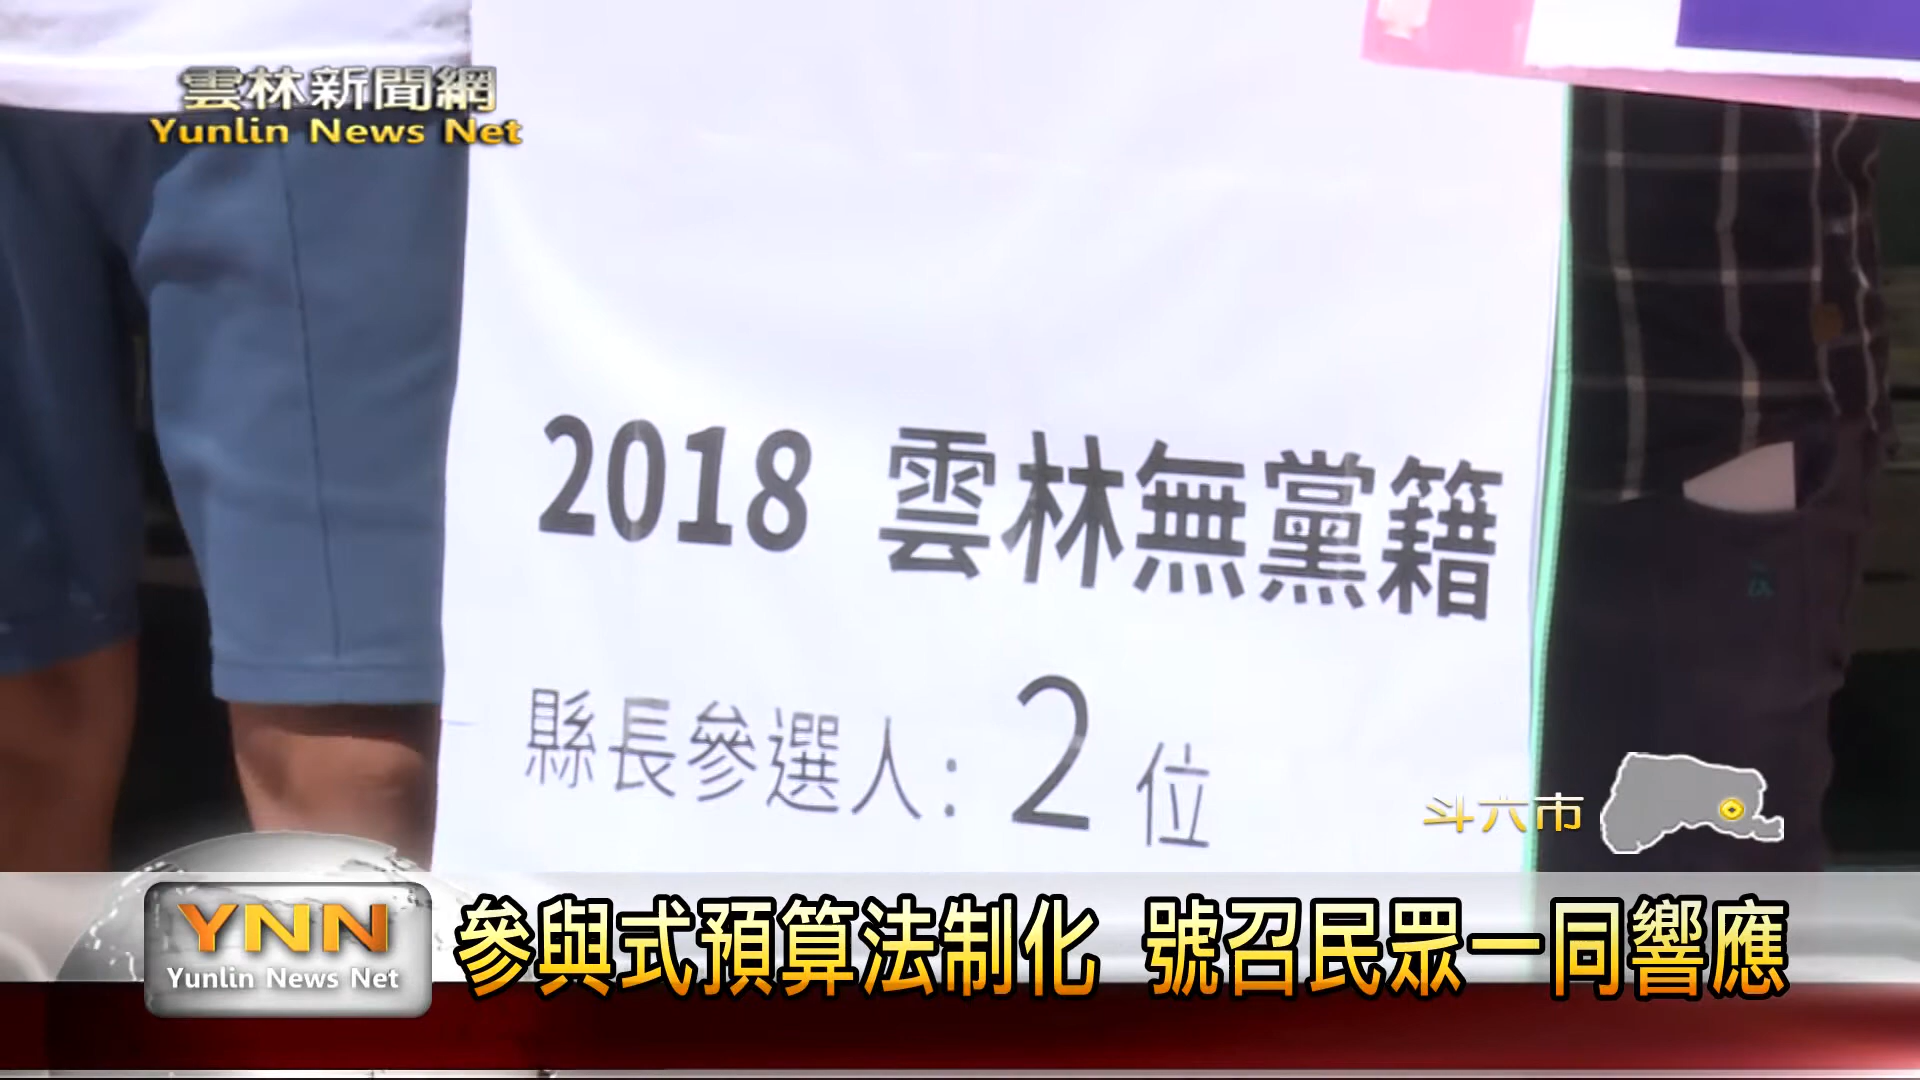 雲林新聞網
Yunlin News Net
2018 雲林無黨籍
縣長參選人: 2 位
斗六市
YNN
Yunlin News Net
參與式預算法制化 號召民眾一同響應